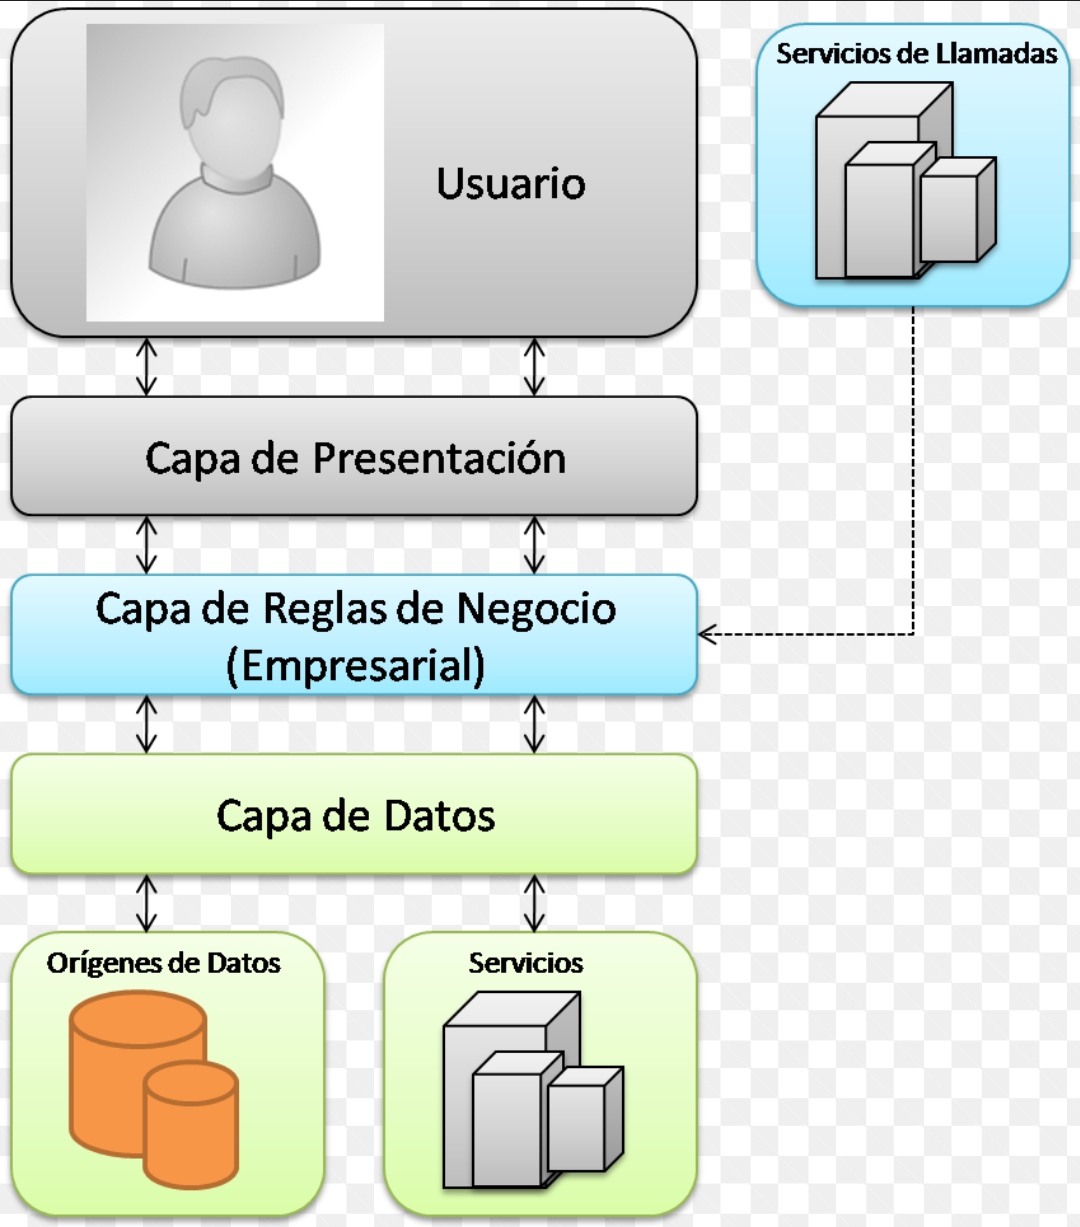 Servicios de Llamadas
Usuario
Capa de Presentación
Capa de Reglas de Negocio
(Empresarial)
Capa de Datos
Orígenes de Datos
Servicios